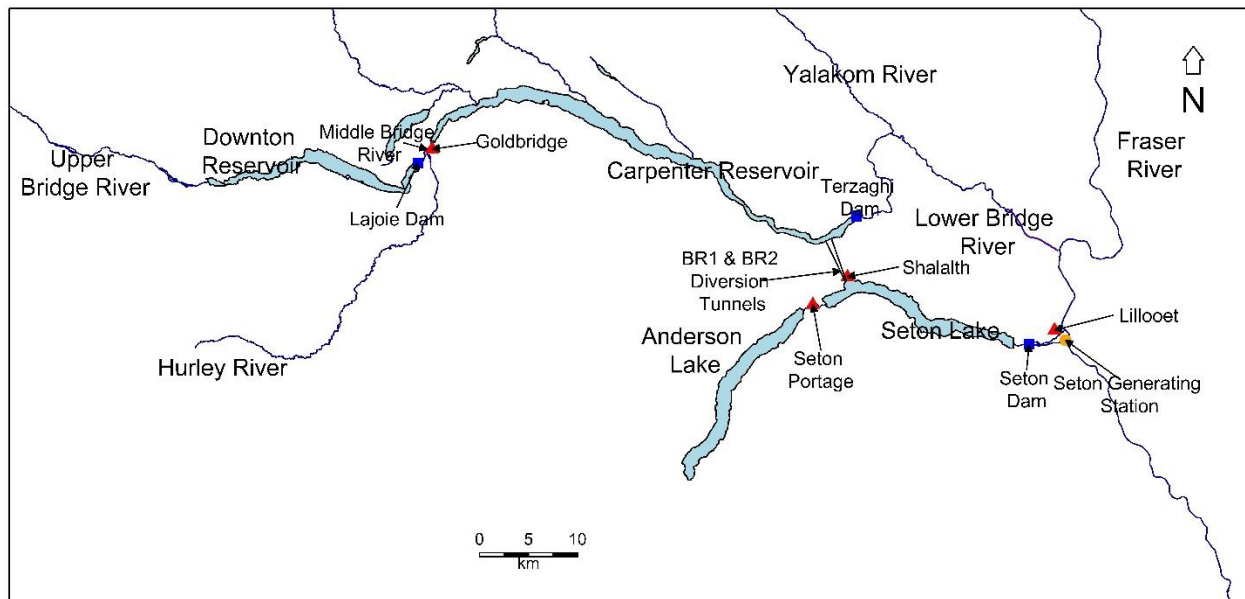 Yalakom River
N
Fraser
River
Downton
Reservoir
Middle Bridge
River
Goldbridge
Upper
Bridge River
Carpenter Reservoir
Terzaghi
Dam
Lajoie Dam
Lower Bridge
River
BR1 & BR2
Diversion
Tunnels
Shalalth
Lillooet
Seton Lake
Anderson
Lake
Hurley River
Seton
Portage
Seton
Dam
Seton Generating
Station
0 5 10
km